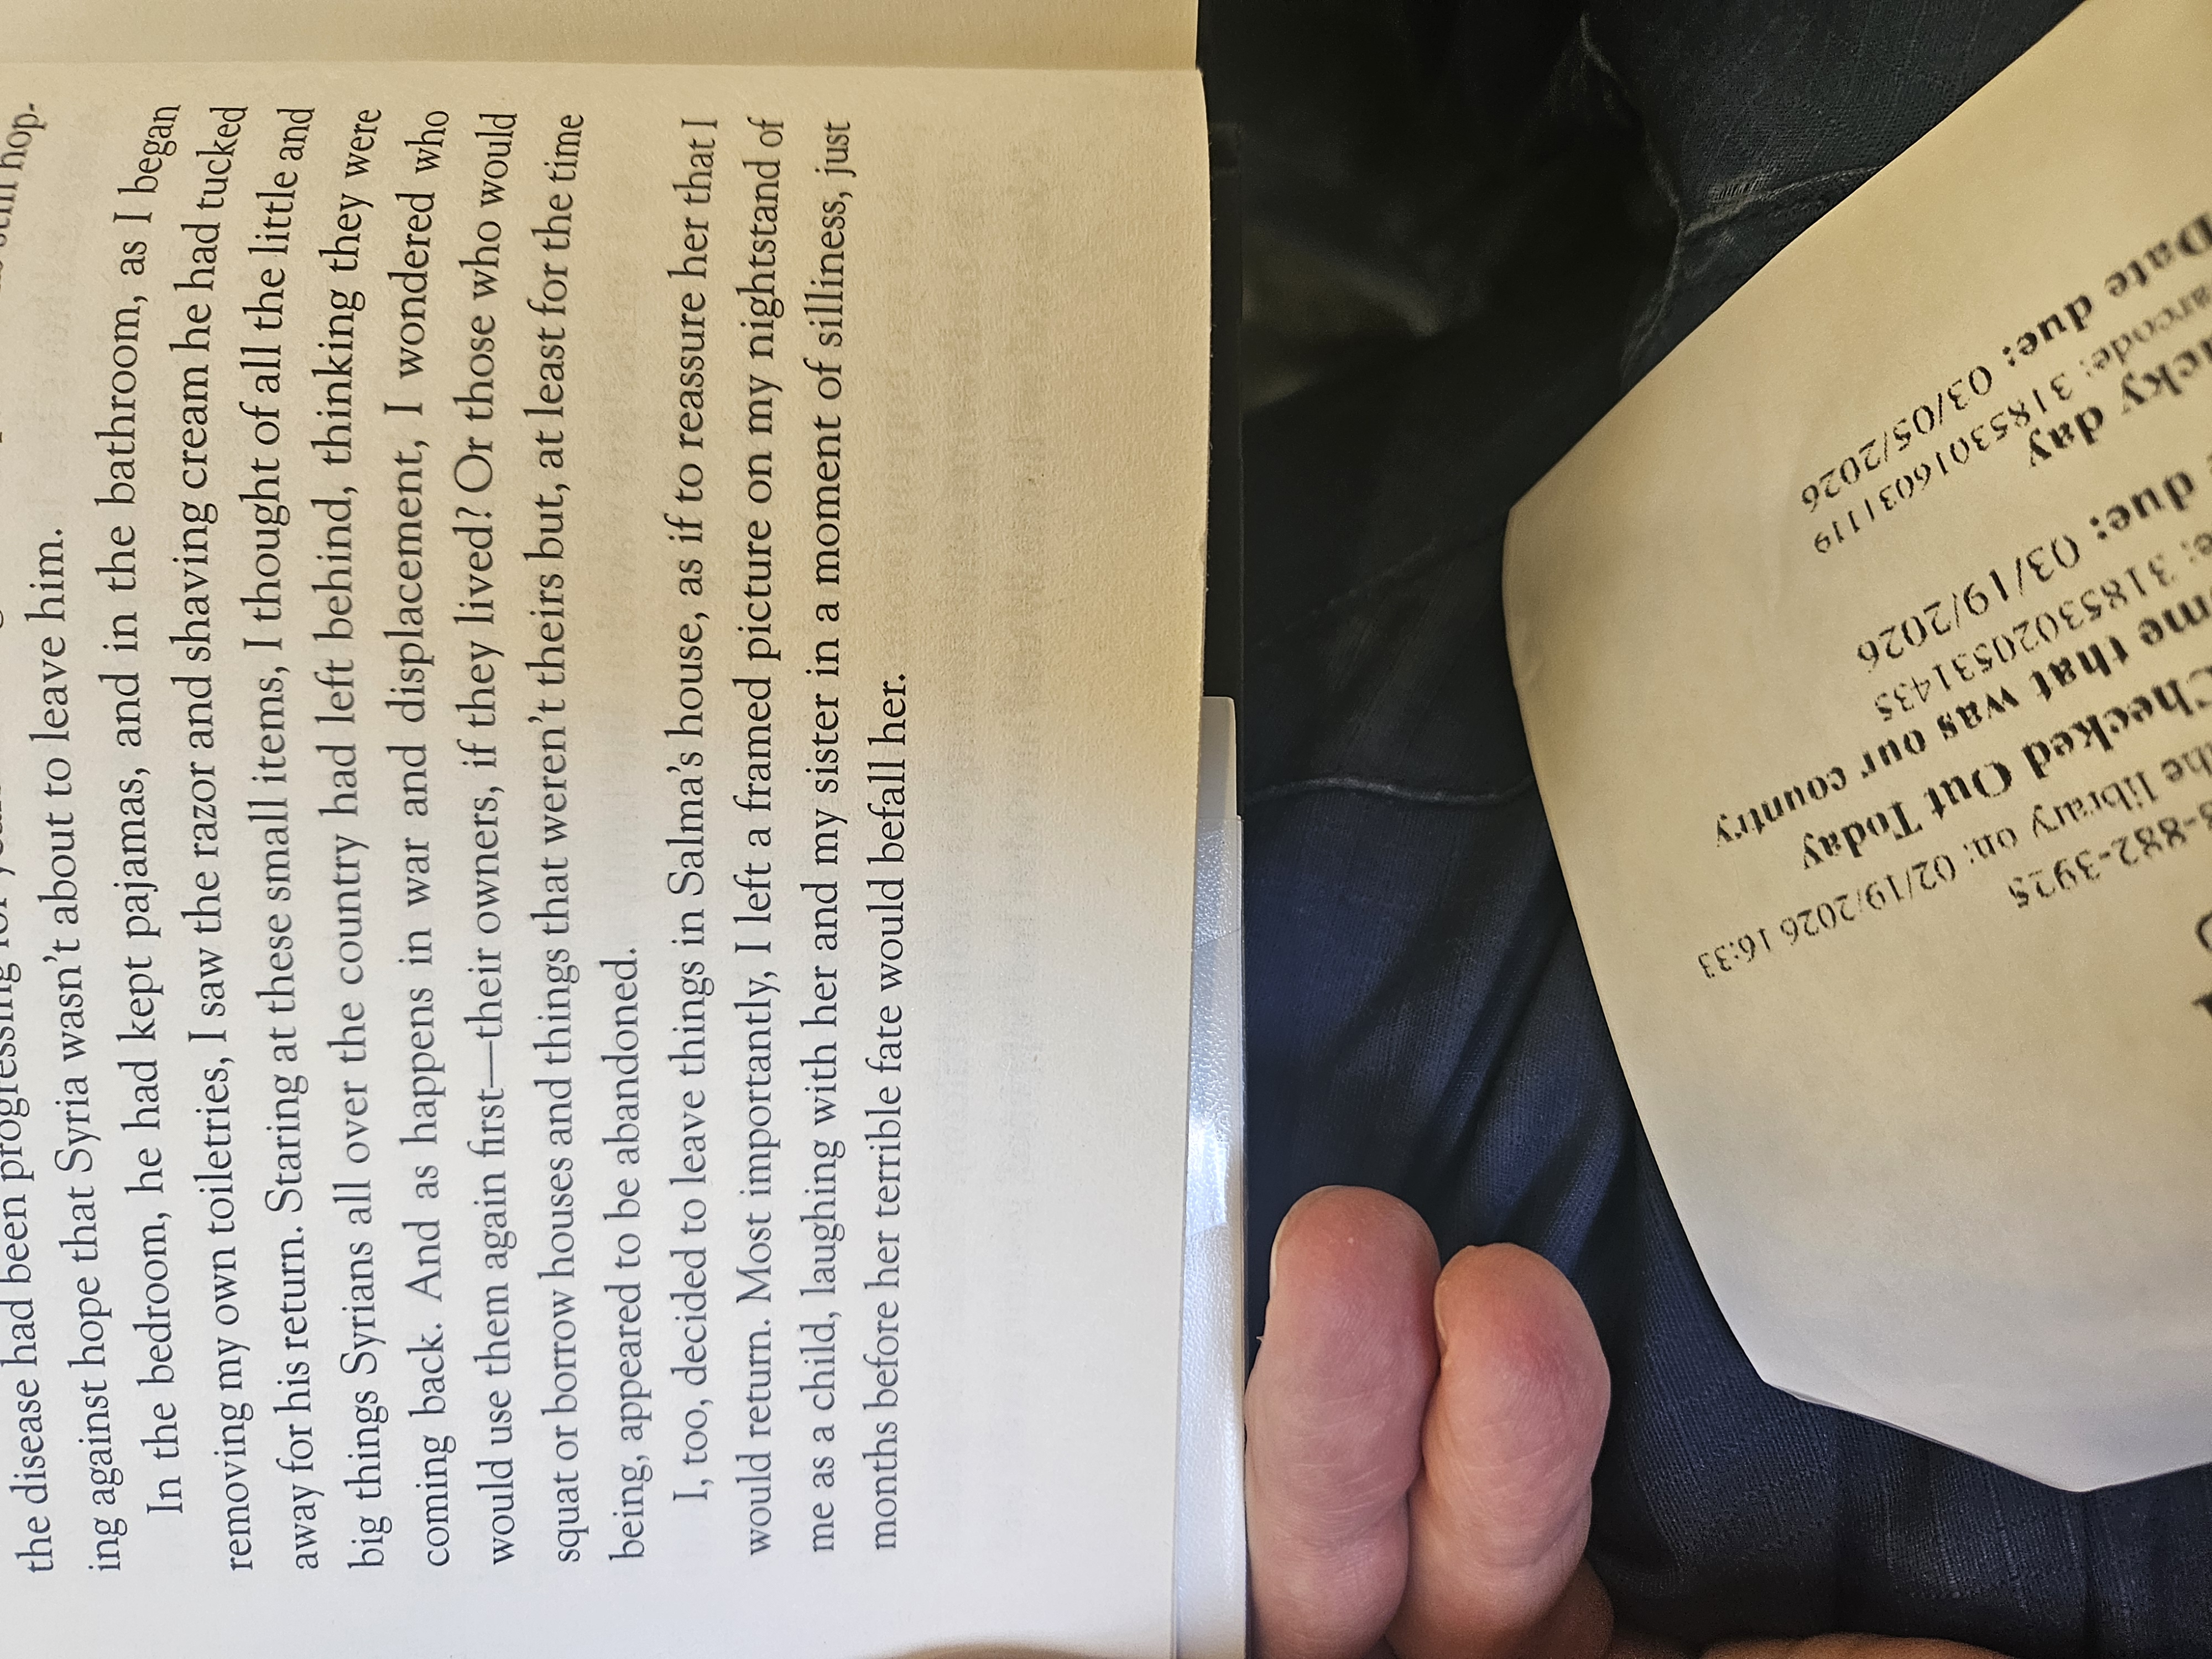 the disease had been progressing for
ing against hope that Syria wasn't about to leave him.
In the bedroom, he had kept pajamas, and in the bathroom, as I began
removing my own toiletries, I saw the razor and shaving cream he had tucked
away for his return. Staring at these small items, I thought of all the little and
big things Syrians all over the country had left behind, thinking they were
coming back. And as happens in war and displacement, I wondered who
would use them again first—their owners, if they lived? Or those who would
squat or borrow houses and things that weren't theirs but, at least for the time
being, appeared to be abandoned.
I, too, decided to leave things in Salma's house, as if to reassure her that I
would return. Most importantly, I left a framed picture on my nightstand of
me as a child, laughing with her and my sister in a moment of silliness, just
months before her terrible fate would befall her.
-882-3925
the library on: 02/19/2026 16:33
Checked Out Today
that was our country
31853020531435
due: 03/19/2026
day
31853016031119
Date due: 03/05/2026